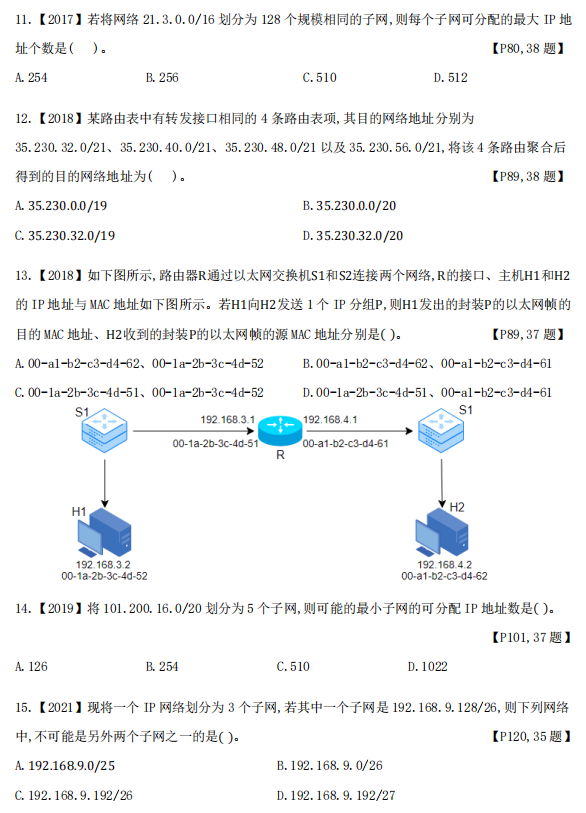 11.【2017】若将网络 21.3.0.0/16 划分为 128 个规模相同的子网,则每个子网可分配的最大 IP 地
址个数是( )。 【P80,38 题】
A.254 B.256 C.510 D.512
12.【2018】某路由表中有转发接口相同的 4 条路由表项,其目的网络地址分别为
35.230.32.0/21、35.230.40.0/21、35.230.48.0/21 以及 35.230.56.0/21,将该 4 条路由聚合后
得到的目的网络地址为( )。 【P89,38 题】
A.35.230.0.0/19 B.35.230.0.0/20
C.35.230.32.0/19 D.35.230.32.0/20
13.【2018】如下图所示,路由器R通过以太网交换机S1和S2连接两个网络,R的接口、主机H1和H2
的 IP 地址与 MAC 地址如下图所示。若H1向H2发送 1 个 IP 分组P,则H1发出的封装P的以太网帧的
目的 MAC 地址、H2收到的封装P的以太网帧的源 MAC 地址分别是( )。 【P89,37 题】
A.00-a1-b2-c3-d4-62、00-1a-2b-3c-4d-52 B.00-a1-b2-c3-d4-62、00-a1-b2-c3-d4-61
C.00-1a-2b-3c-4d-51、00-1a-2b-3c-4d-52 D.00-1a-2b-3c-4d-51、00-a1-b2-c3-d4-61
S1 192.168.3.1 192.168.4.1 S1
00-1a-2b-3c-4d-51 00-a1-b2-c3-d4-61
R
H1 H2
192.168.3.2 192.168.4.2
00-1a-2b-3c-4d-52 00-a1-b2-c3-d4-62
14.【2019】将 101.200.16.0/20 划分为 5 个子网,则可能的最小子网的可分配 IP 地址数是( )。
【P101,37 题】
A.126 B.254 C.510 D.1022
15.【2021】现将一个 IP 网络划分为 3 个子网,若其中一个子网是 192.168.9.128/26,则下列网络
中,不可能是另外两个子网之一的是( )。 【P120,35 题】
A.192.168.9.0/25 B.192.168.9.0/26
C.192.168.9.192/26 D.192.168.9.192/27